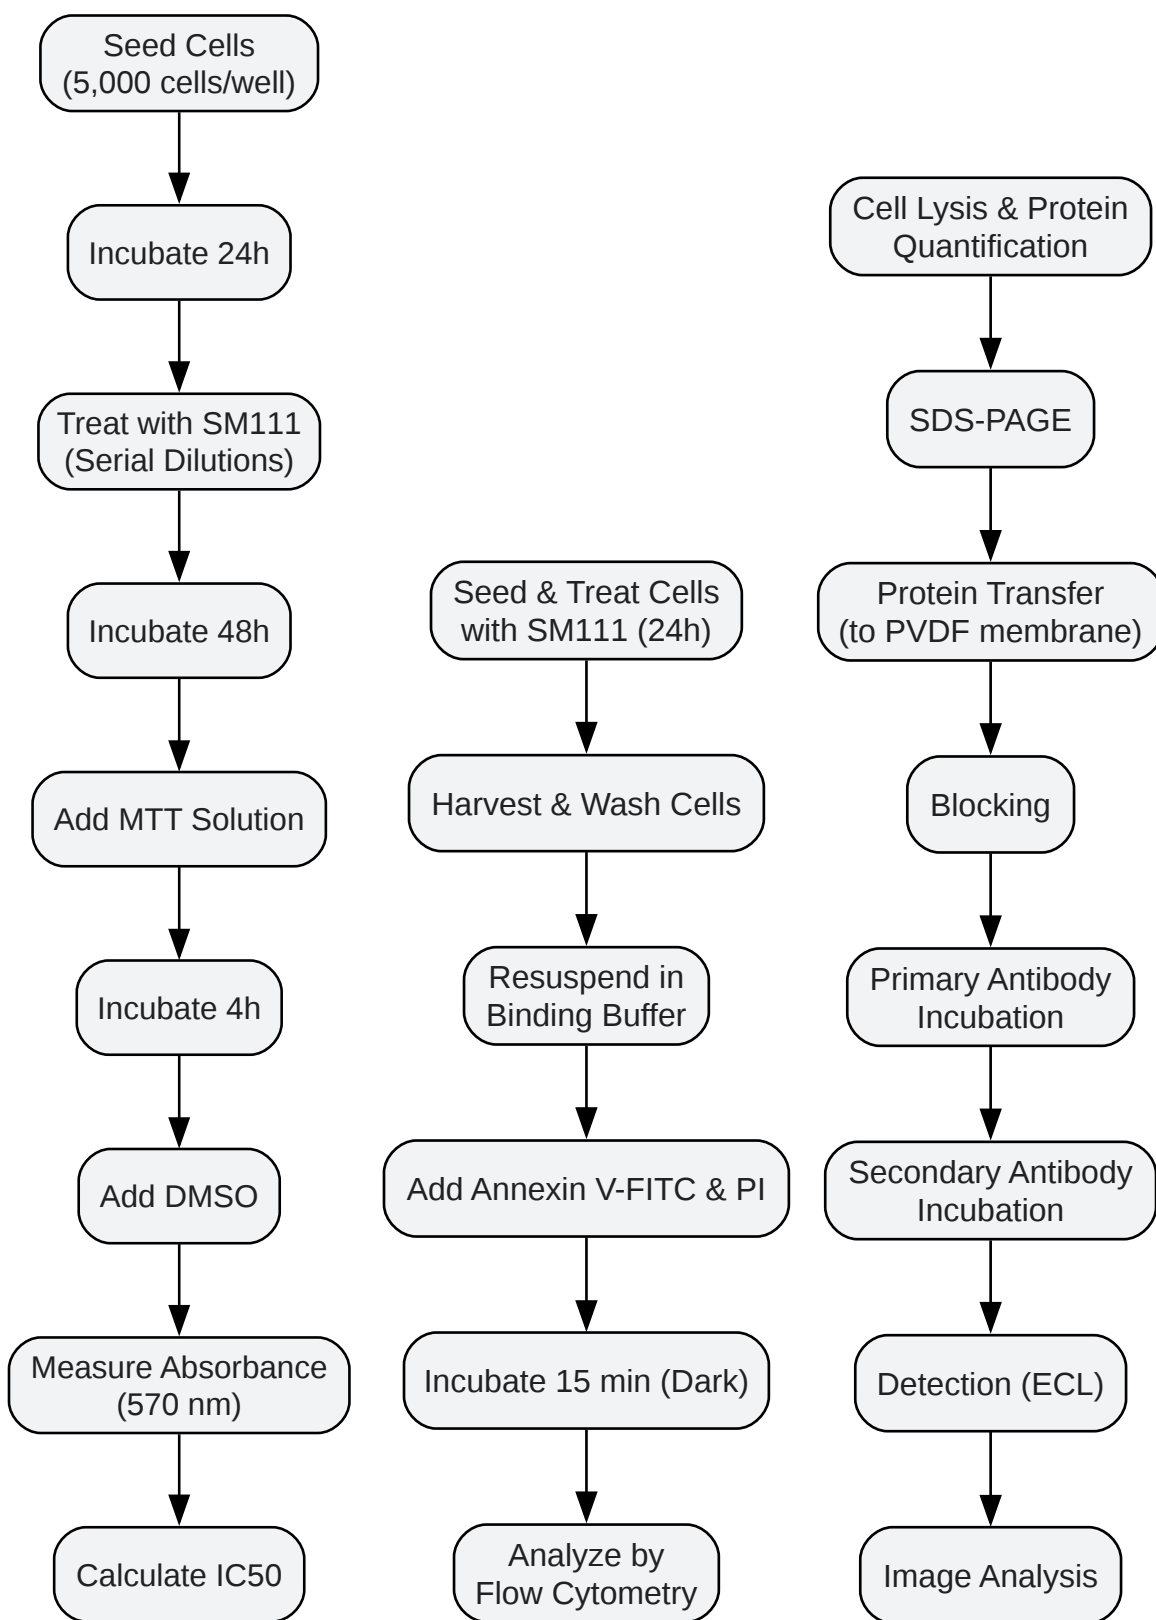 Seed Cells
(5,000 cells/well)
Incubate 24h
Treat with SM111
(Serial Dilutions)
Incubate 48h
Add MTT Solution
Incubate 4h
Add DMSO
Measure Absorbance
(570 nm)
Calculate IC50
Seed & Treat Cells
with SM111 (24h)
Harvest & Wash Cells
Resuspend in
Binding Buffer
Add Annexin V-FITC & PI
Incubate 15 min (Dark)
Analyze by
Flow Cytometry
Cell Lysis & Protein
Quantification
SDS-PAGE
Protein Transfer
(to PVDF membrane)
Blocking
Primary Antibody
Incubation
Secondary Antibody
Incubation
Detection (ECL)
Image Analysis